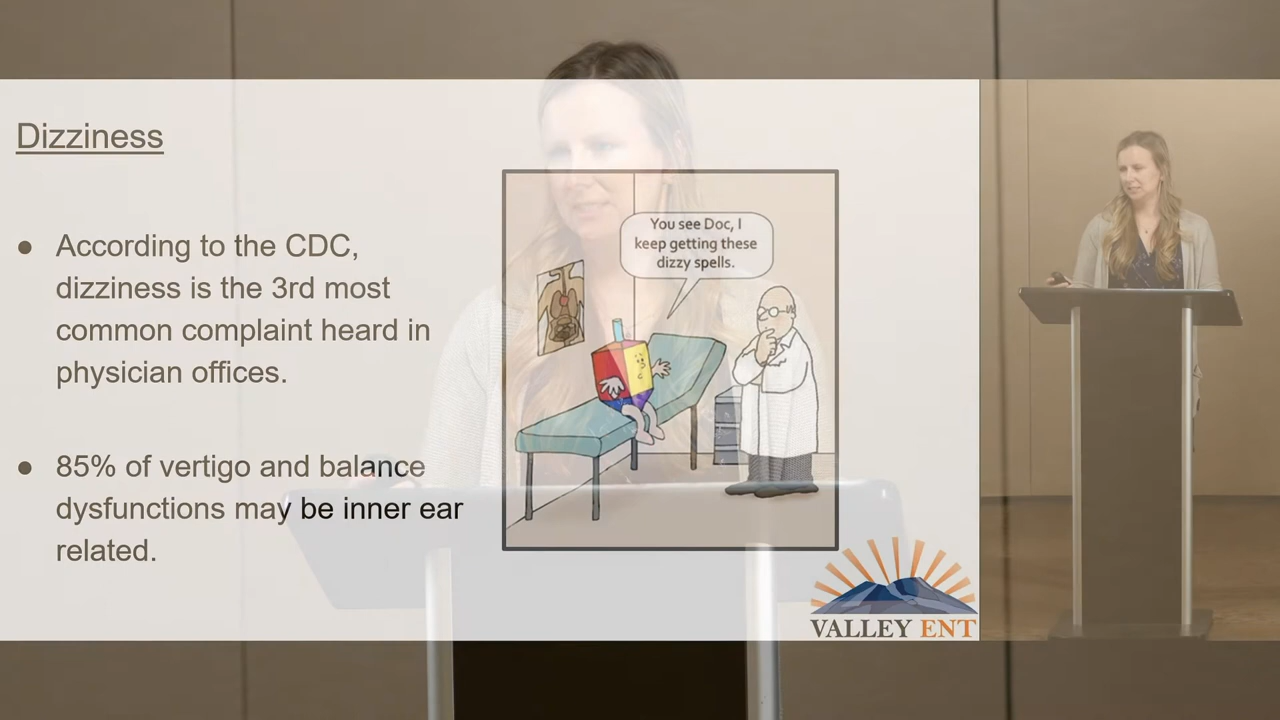 Dizziness
● According to the CDC,
dizziness is the 3rd most
common complaint heard in
physician offices.
● 85% of vertigo and balance
dysfunctions may be inner ear
related.
You see Doc, I
keep getting these
dizzy spells.
VALLEY ENT